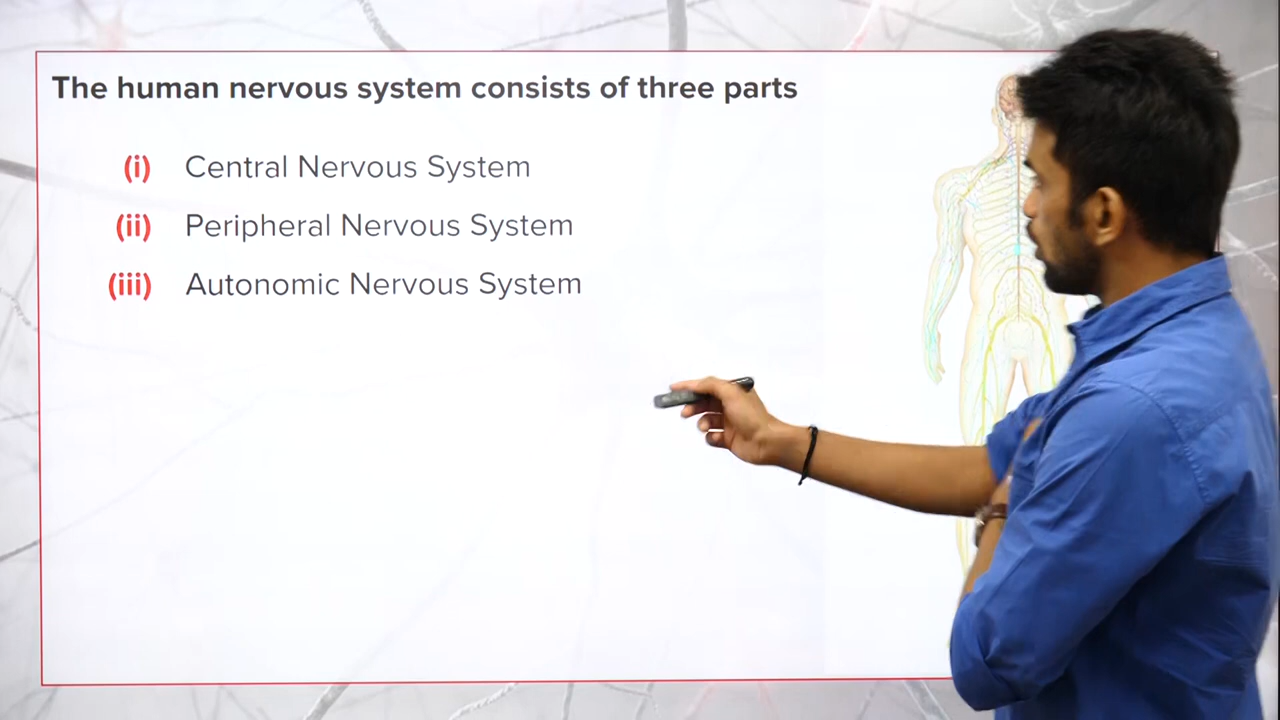 The human nervous system consists of three parts
(i) Central Nervous System
(ii) Peripheral Nervous System
(iii) Autonomic Nervous System